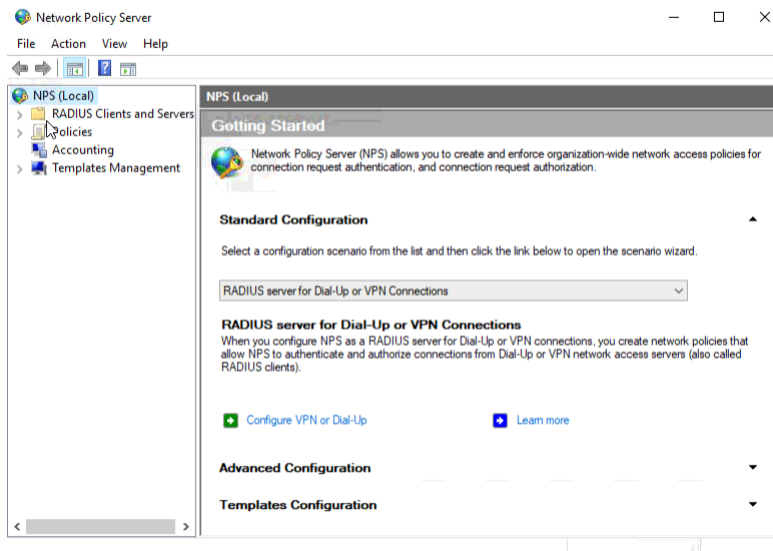 Network Policy Server
File Action View Help
NPS (Local)
RADIUS Clients and Servers
Policies
Accounting
Templates Management
NPS (Local)
Getting Started
Network Policy Server (NPS) allows you to create and enforce organization-wide network access policies for
connection request authentication, and connection request authorization.
Standard Configuration
Select a configuration scenario from the list and then click the link below to open the scenario wizard.
RADIUS server for Dial-Up or VPN Connections
RADIUS server for Dial-Up or VPN Connections
When you configure NPS as a RADIUS server for Dial-Up or VPN connections, you create network policies that
allow NPS to authenticate and authorize connections from Dial-Up or VPN network access servers (also called
RADIUS clients).
Configure VPN or Dial-Up Learn more
Advanced Configuration
Templates Configuration